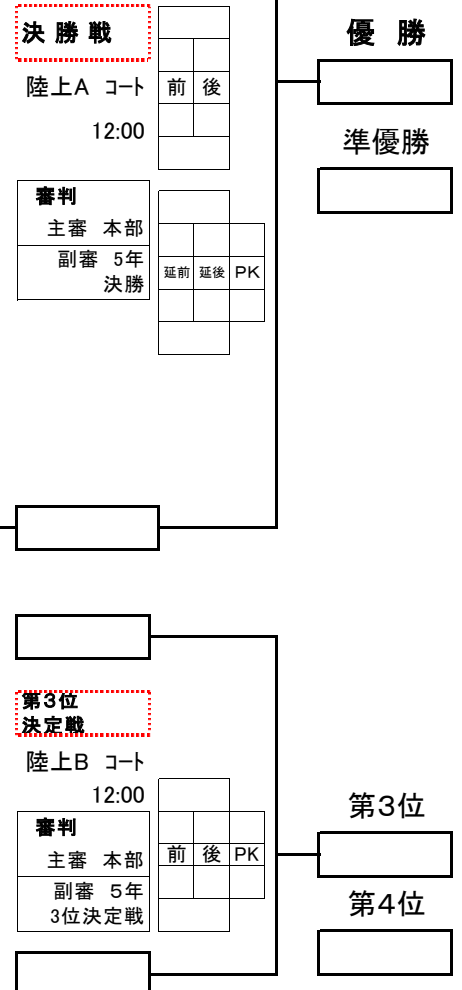 決 勝 戦
陸上A コート
12:00
前 後
審判
主審 本部
副審 5年
決勝
延前 延後 PK
優 勝
準優勝
第3位
決定戦
陸上B コート
12:00
審判
主審 本部
副審 5年
3位決定戦
前 後 PK
第3位
第4位